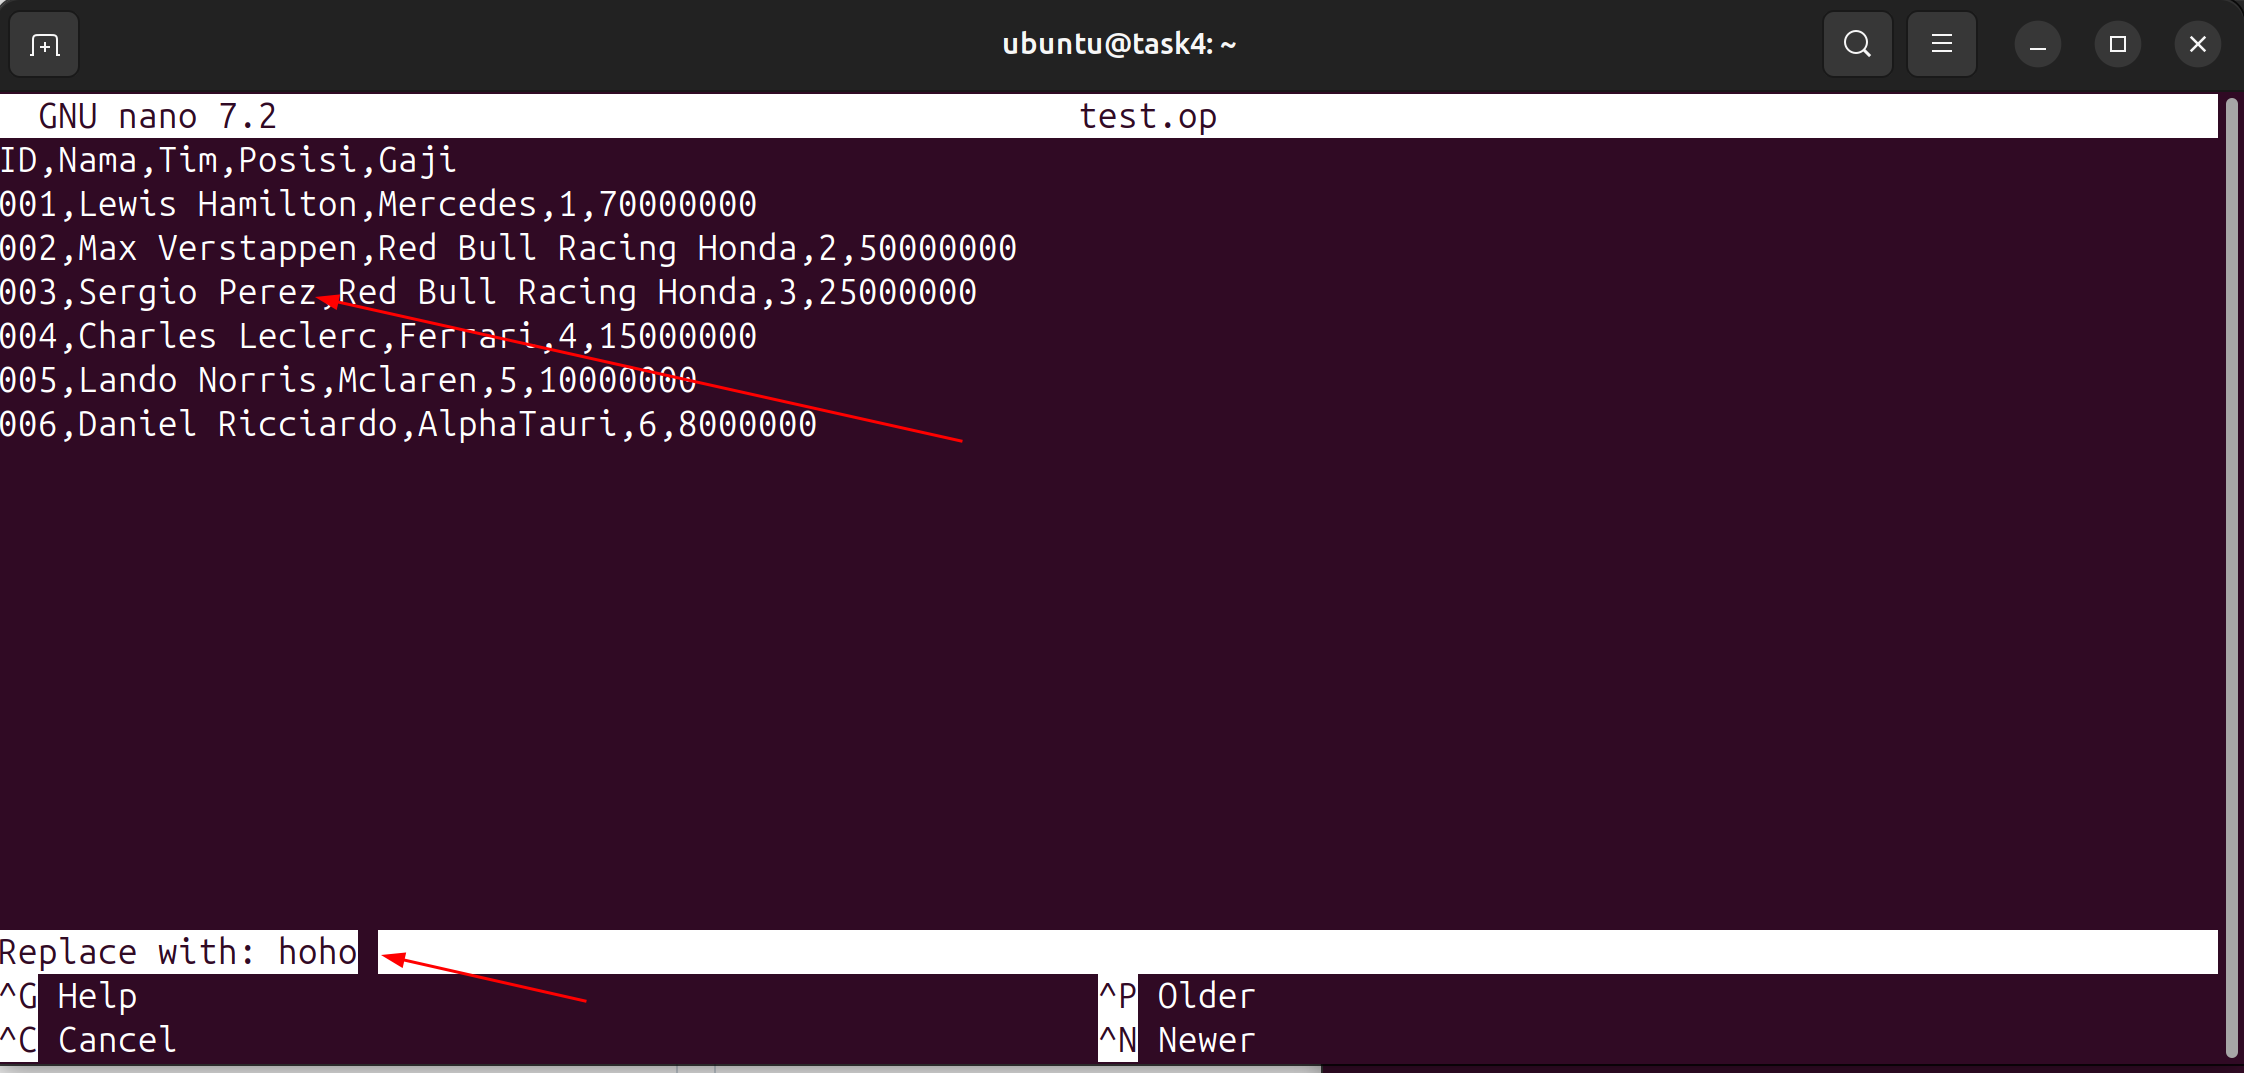 ubuntu@task4: ~
GNU nano 7.2 test.op
ID,Nama,Tim,Posisi,Gaji
001,Lewis Hamilton,Mercedes,1,70000000
002,Max Verstappen,Red Bull Racing Honda,2,50000000
003,Sergio Perez,Red Bull Racing Honda,3,25000000
004,Charles Leclerc,Ferrari,4,15000000
005,Lando Norris,Mclaren,5,10000000
006,Daniel Ricciardo,AlphaTauri,6,8000000
Replace with: hoho
^G Help ^P Older
^C Cancel ^N Newer